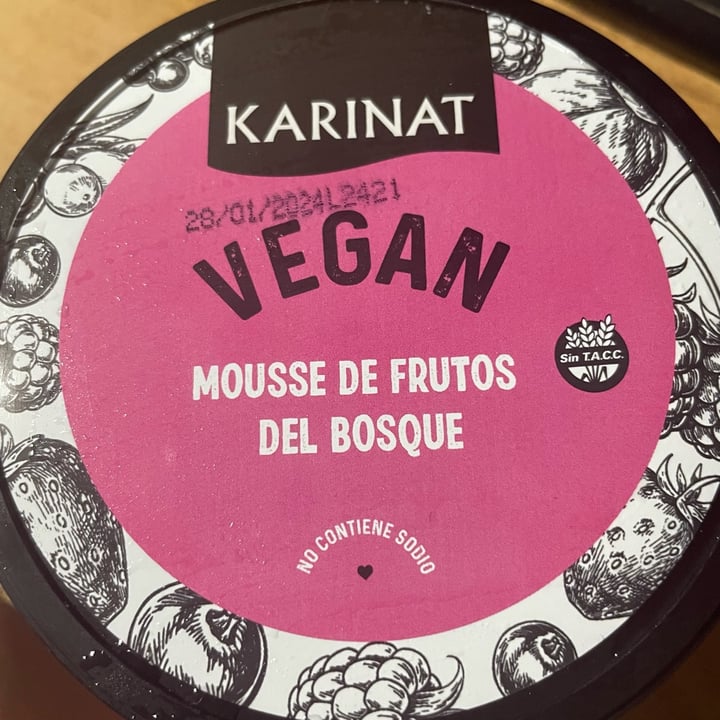 KARINAT
28/01/2024L2421
VEGAN
MOUSSE DE FRUTOS
DEL BOSQUE
Sin T.A.C.C.
NO CONTIENE SODIO